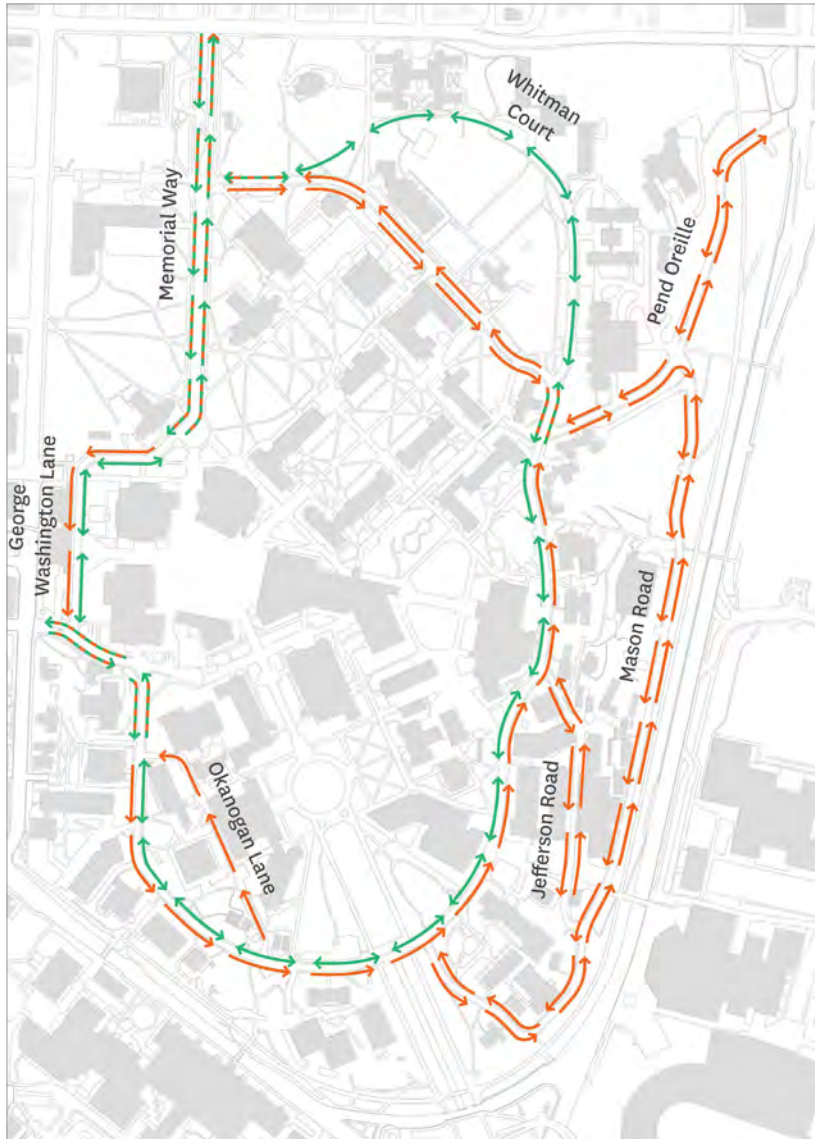 Whitman
Court
Memorial Way
Pend Oreille
George
Washington Lane
Mason Road
Okanogan Lane
Jefferson Road